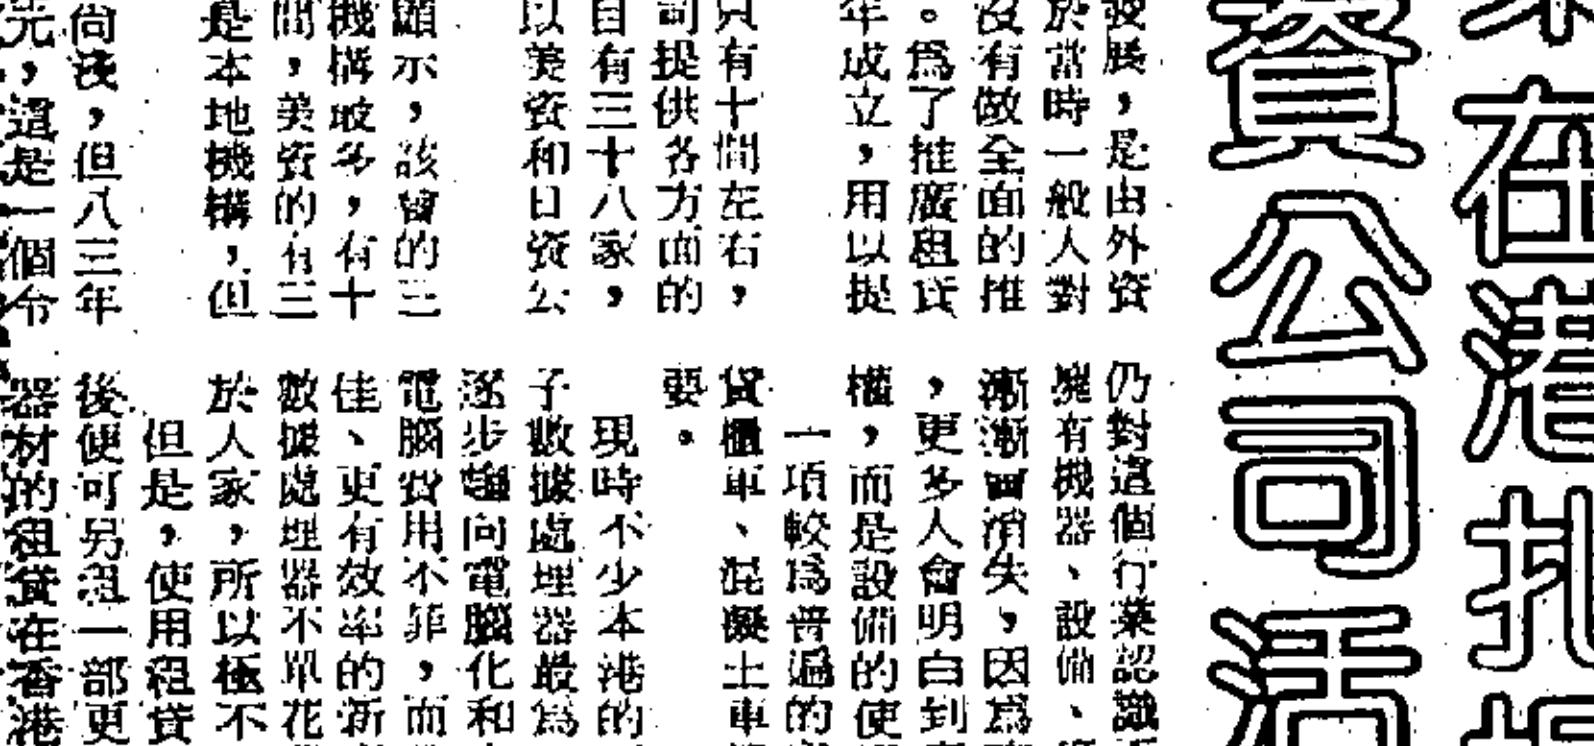 在港扎
資公司活
發展，是由外資
於當時一般人對
沒有做全面的推
。為了推廣租賃
年成立，用以提
只有十間左右，
司提供各方面的
目有三十八家，
以美資和日資公
顯示，該會的三
機構較多，有十
間，美資的有三
是本地機構，但
尚淺，但八三年
先，這是一個令
仍對這個行業認識
擁有機器、設備、
漸漸會消失，因為
，更多人會明白到
權，而是設備的使
一項較為普遍的
貨櫃車、混凝土車
要。
現時不少本港的
子數據處理器最為
逐步趨向電腦化和
電腦費用不菲，而
佳、更有效率的新
數據處理器不單花
於人家，所以極不
但是，使用租賃
後便可另租一部更
器材的租賃在香港